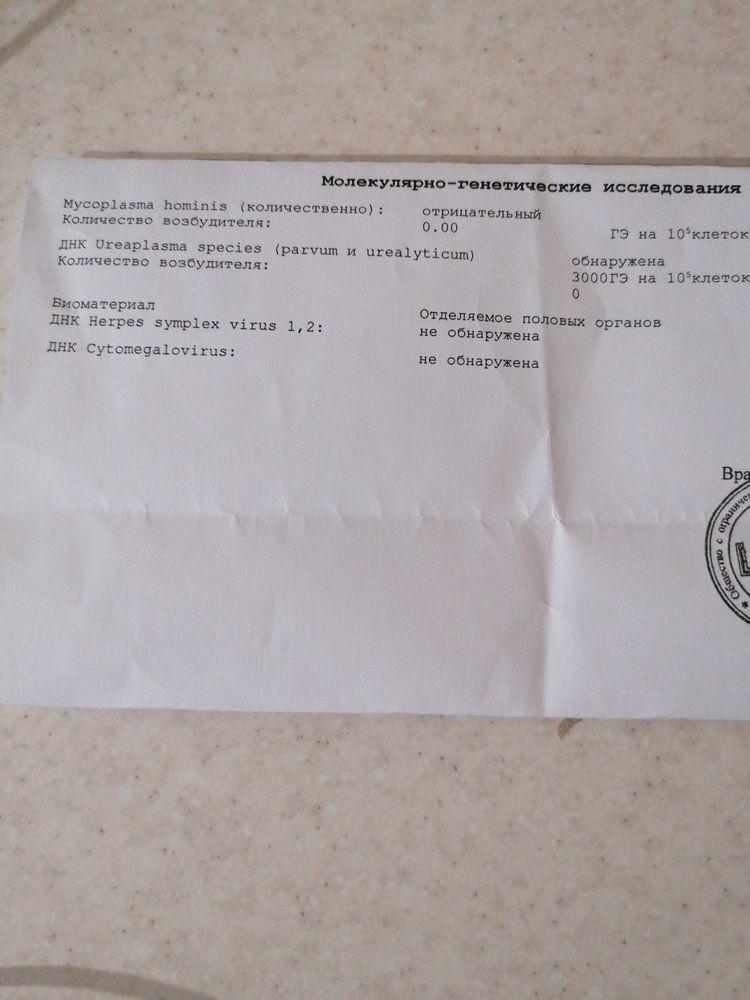 Молекулярно-генетические исследования
Mycoplasma hominis (количественно): отрицательный
Количество возбудителя: 0.00 ГЭ на 10⁵клеток
ДНК Ureaplasma species (parvum и urealyticum) обнаружена
Количество возбудителя: 3000ГЭ на 10⁵клеток
0
Биоматериал Отделяемое половых органов
ДНК Herpes symplex virus 1,2: не обнаружена
ДНК Cytomegalovirus: не обнаружена
Вра
* Общество с ограничен